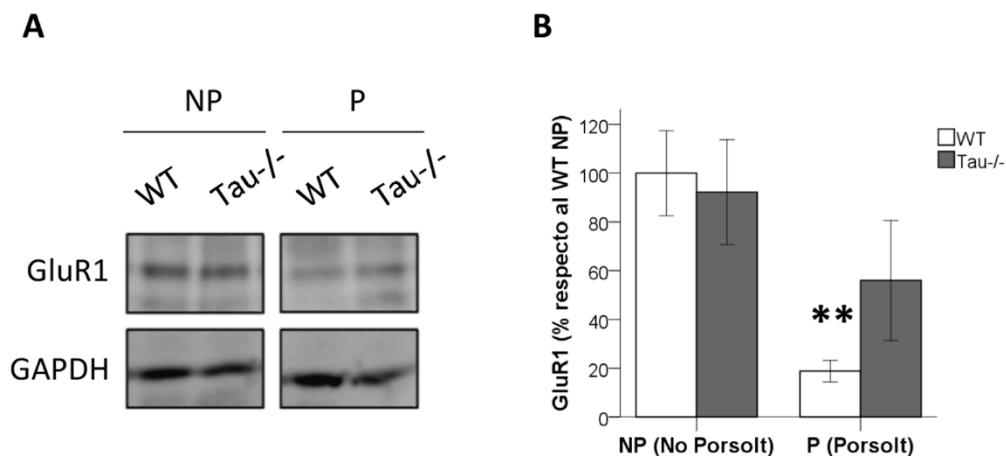 A
NP
P
WT
Tau-/-
WT
Tau-/-
GluR1
GAPDH
B
GluR1 (% respecto al WT NP)
120
100
80
60
40
20
0
**
NP (No Porsolt)
P (Porsolt)
WT
Tau-/-